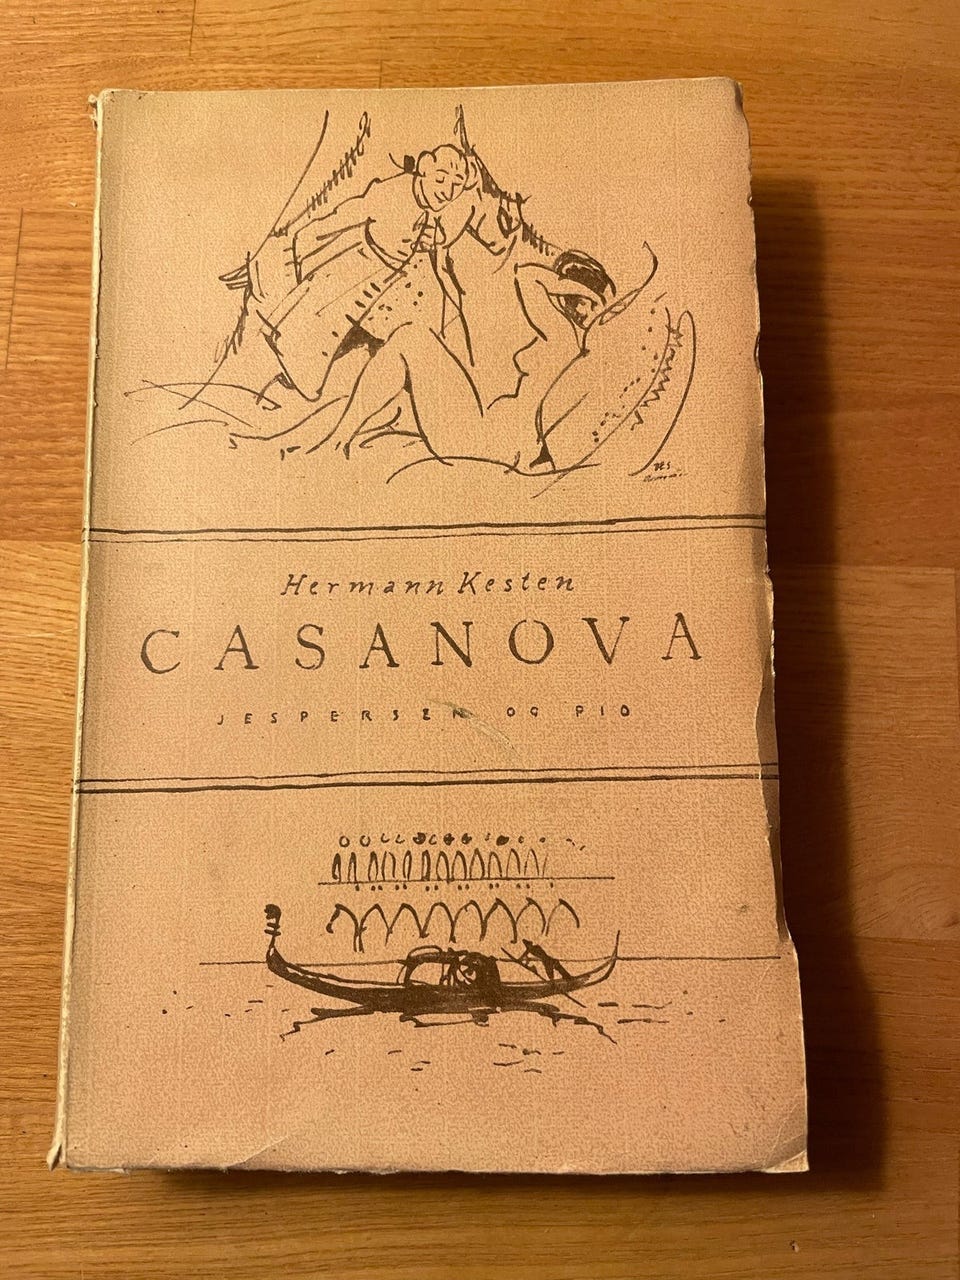 Hermann Kesten
CASANOVA
JESPERSEN OG PIO